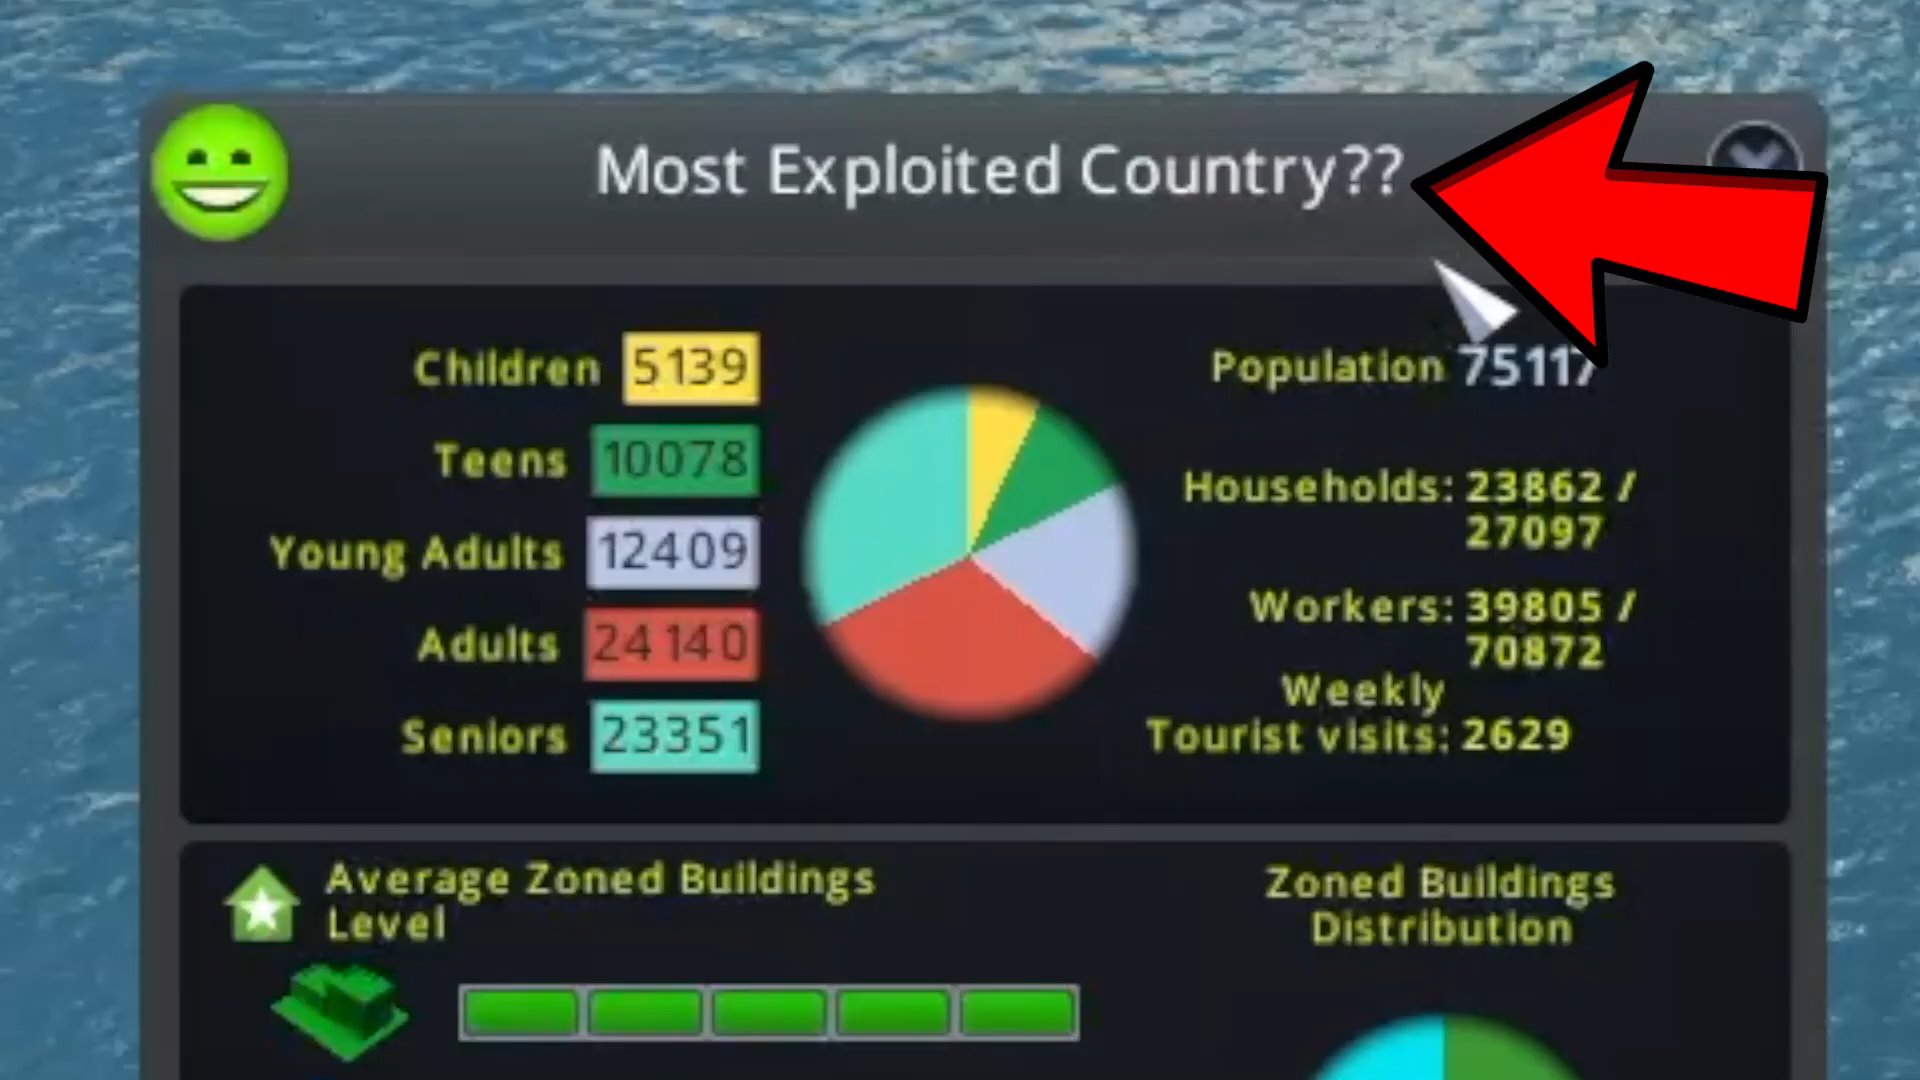 Most Exploited Country??
Children 5139
Teens 10078
Young Adults 12409
Adults 24140
Seniors 23351
Population 75117
Households: 23862 /
27097
Workers: 39805 /
70872
Weekly
Tourist visits: 2629
Average Zoned Buildings
Level
Zoned Buildings
Distribution